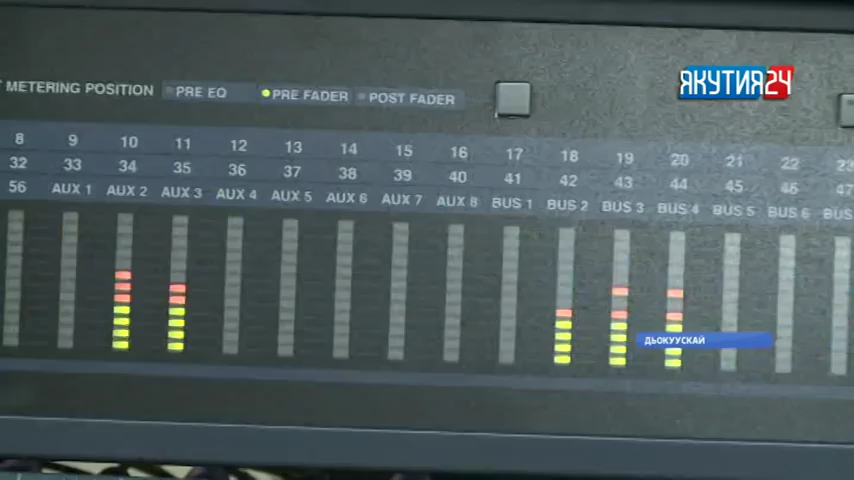 METERING POSITION PRE EQ PRE FADER POST FADER
ЯКУТИЯ24
8 9 10 11 12 13 14 15 16 17 18 19 20 21 22 23
32 33 34 35 36 37 38 39 40 41 42 43 44 45 46 47
56 AUX 1 AUX 2 AUX 3 AUX 4 AUX 5 AUX 6 AUX 7 AUX 8 BUS 1 BUS 2 BUS 3 BUS 4 BUS 5 BUS 6 BUS
ДЬОКУУСКАЙ